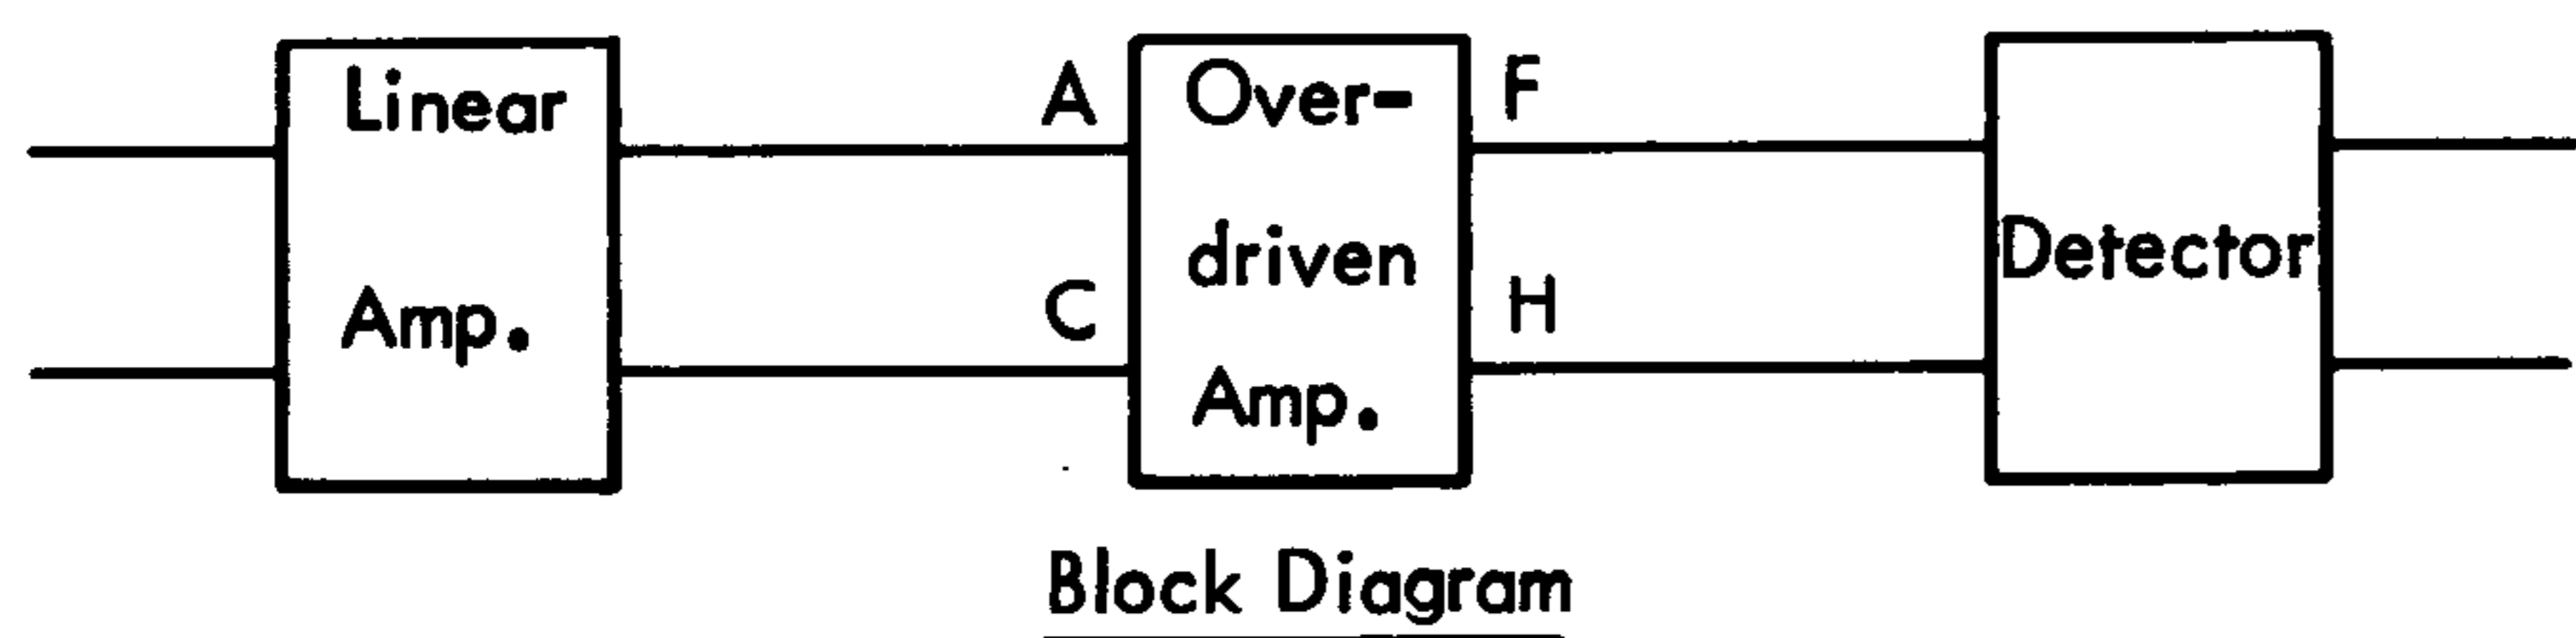 Linear
Amp.
A
C
Over-
driven
Amp.
F
H
Detector
Block Diagram